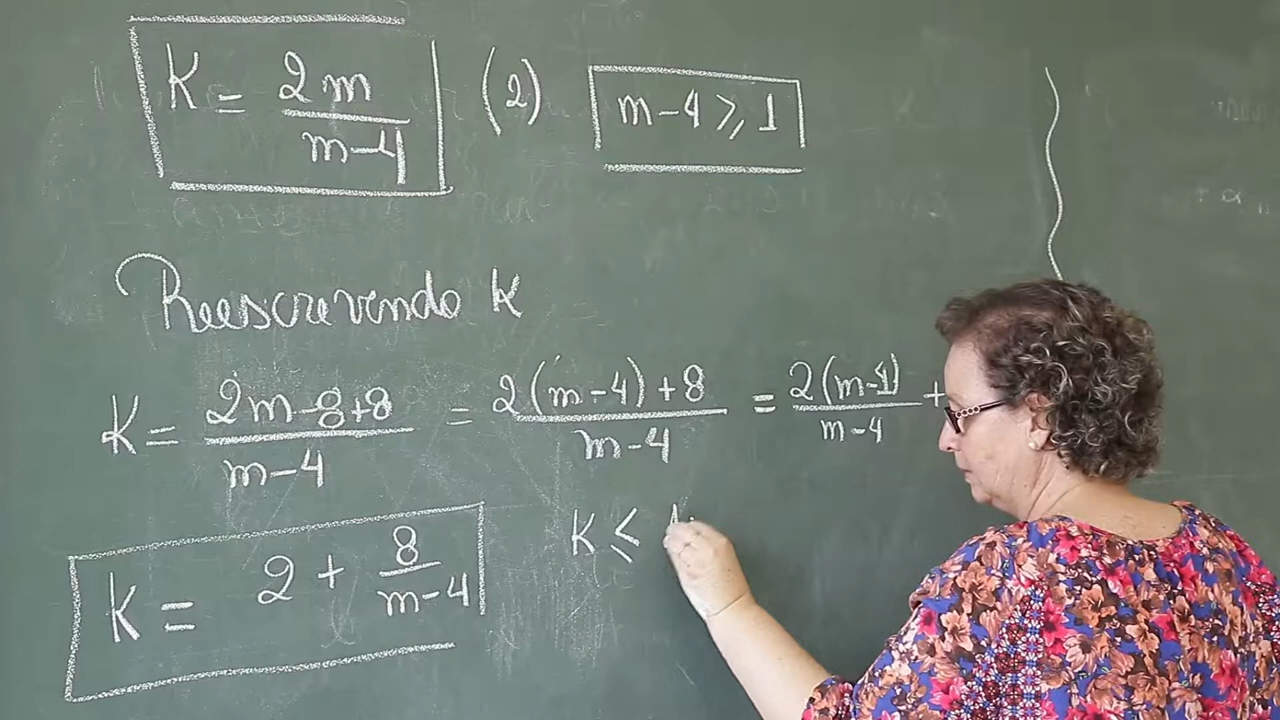 K = 2m / m-4 (2) m-4 ⩾ 1
Reescrevendo K
K = 2m-8+8 / m-4 = 2(m-4)+8 / m-4 = 2(m-4) / m-4 +
K = 2 + 8 / m-4
K ≤